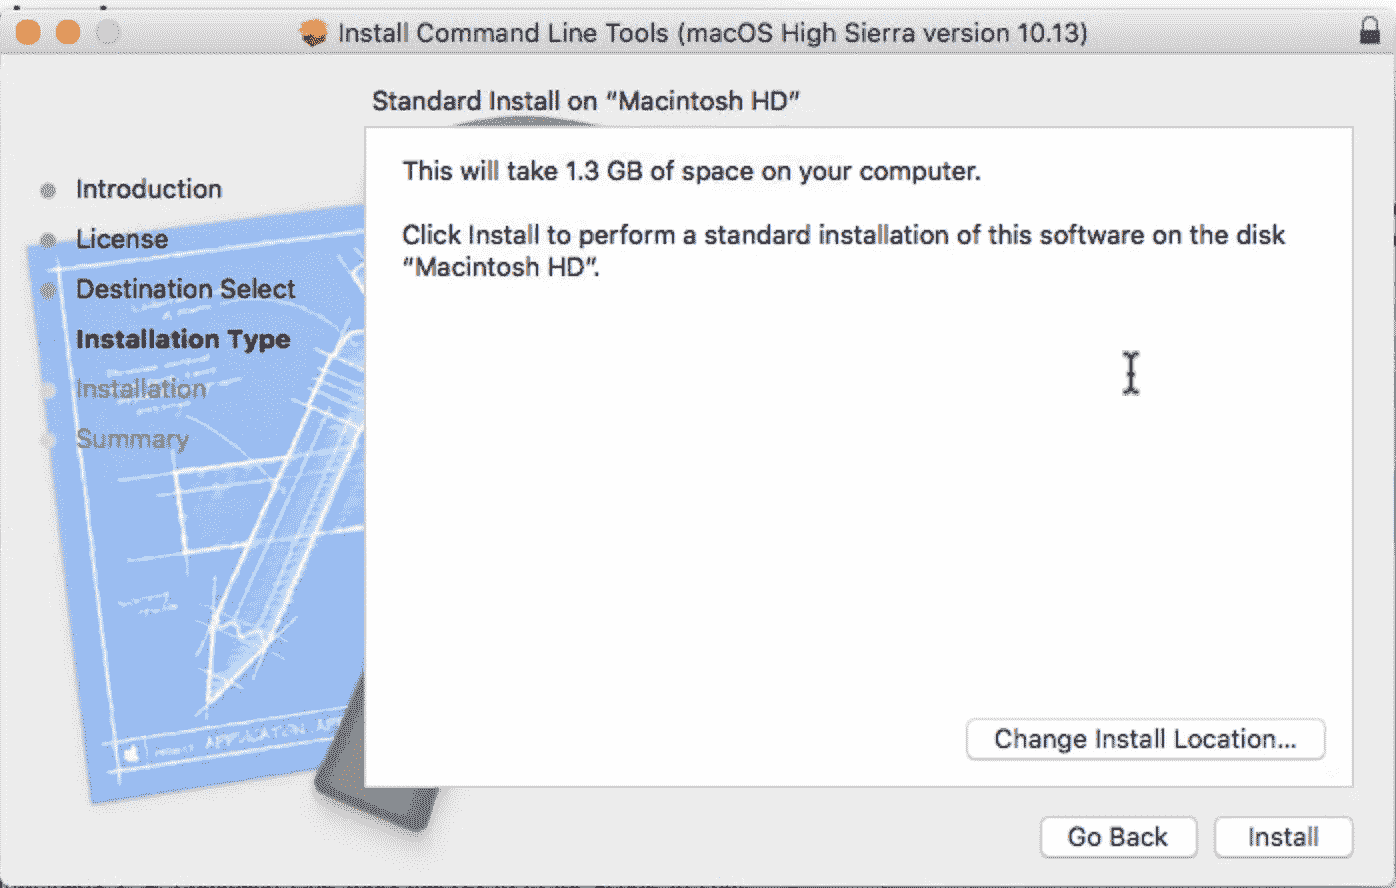 Install Command Line Tools (macOS High Sierra version 10.13)
Standard Install on “Macintosh HD”
Introduction
License
Destination Select
Installation Type
Installation
Summary
This will take 1.3 GB of space on your computer.
Click Install to perform a standard installation of this software on the disk
“Macintosh HD”.
Change Install Location...
Go Back
Install